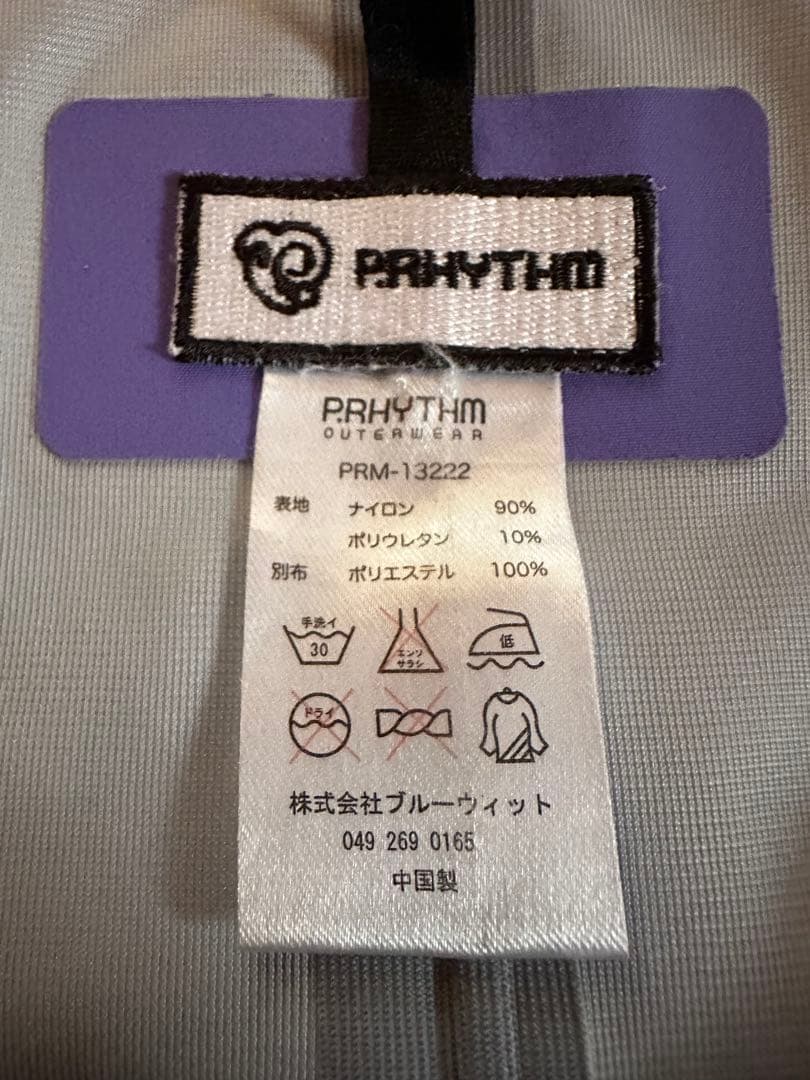 P.RHYTHM
P.RHYTHM
OUTERWEAR
PRM-13222
表地 ナイロン 90%
ポリウレタン 10%
別布 ポリエステル 100%
手洗イ
30
エンソ
サラシ
低
ドライ
株式会社ブルーウィット
049 269 0165
中国製